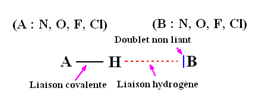 (A : N, O, F, Cl) (B : N, O, F, Cl)
Doublet non liant
A H B
Liaison covalente Liaison hydrogène